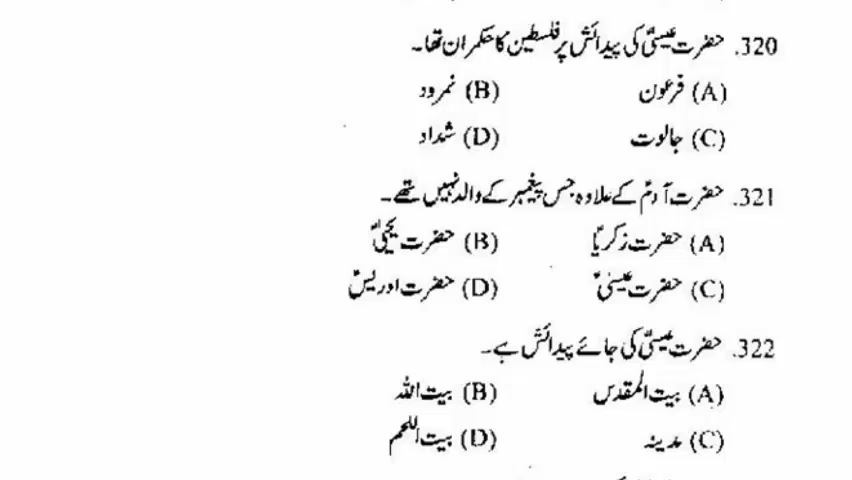 320. حضرت عیسیٰؑ کی پیدائش پر فلسطین کا حکمران تھا۔
(A) فرعون (B) نمرود
(C) جالوت (D) شداد
321. حضرت آدمؑ کے علاوہ جس پیغمبر کے والد نہیں تھے۔
(A) حضرت زکریاؑ (B) حضرت یحییٰؑ
(C) حضرت عیسیٰؑ (D) حضرت ادریسؑ
322. حضرت عیسیٰؑ کی جائے پیدائش ہے۔
(A) بیت المقدس (B) بیت اللہ
(C) مدینہ (D) بیت اللحم